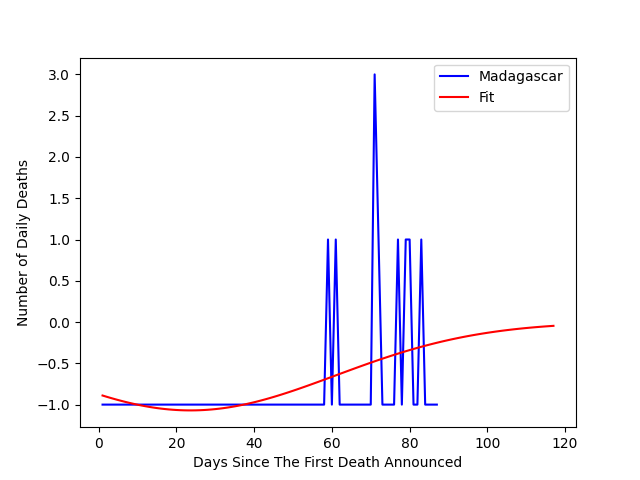 Madagascar
Fit
3.0
2.5
2.0
1.5
1.0
0.5
0.0
−0.5
−1.0
Number of Daily Deaths
0 20 40 60 80 100 120
Days Since The First Death Announced